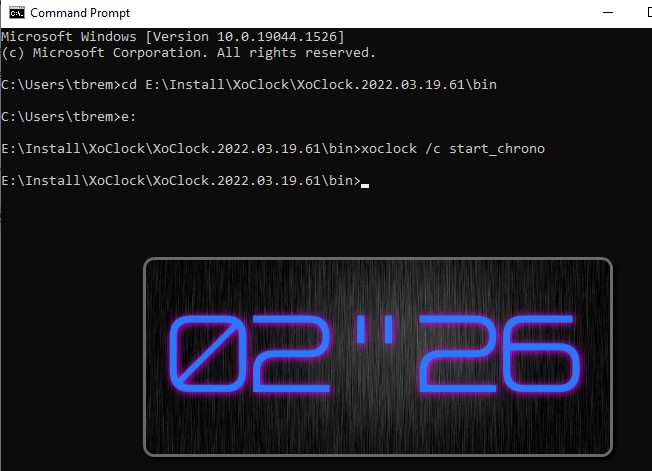 Command Prompt
Microsoft Windows [Version 10.0.19044.1526]
(c) Microsoft Corporation. All rights reserved.
C:\Users\tbrem>cd E:\Install\XoClock\XoClock.2022.03.19.61\bin
C:\Users\tbrem>e:
E:\Install\XoClock\XoClock.2022.03.19.61\bin>xoclock /c start_chrono
E:\Install\XoClock\XoClock.2022.03.19.61\bin>
02"26